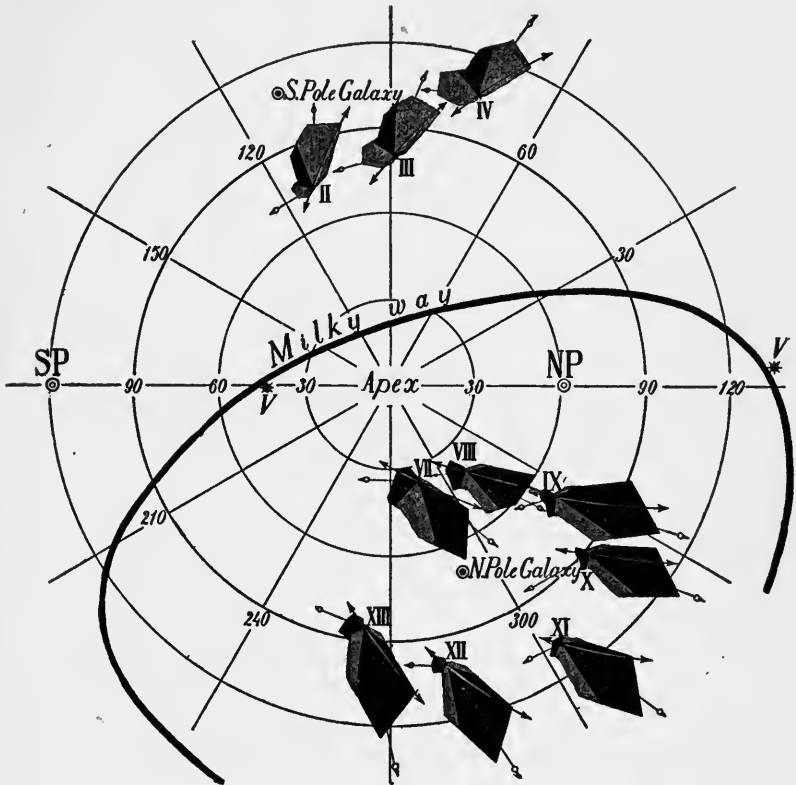 S.Pole Galaxy
IV
120
III
60
II
150
30
Milky way
SP
V
NP
90
60
30
Apex
30
90
120
V
VII
VIII
IX
N.Pole Galaxy
X
210
240
300
XIII
XII
XI